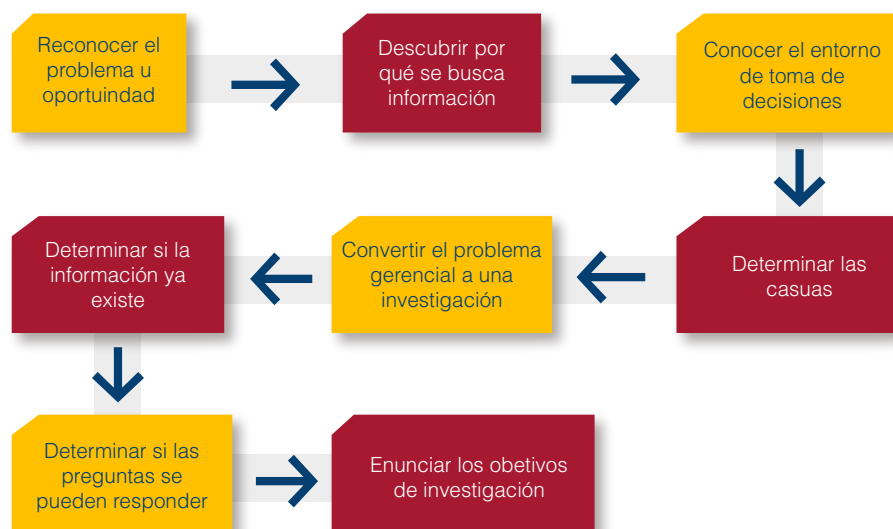 Reconocer el
problema u
oportuindad
Descubrir por
qué se busca
información
Conocer el entorno
de toma de
decisiones
Determinar las
casuas
Convertir el problema
gerencial a una
investigación
Determinar si la
información ya
existe
Determinar si las
preguntas se
pueden responder
Enunciar los obetivos
de investigación